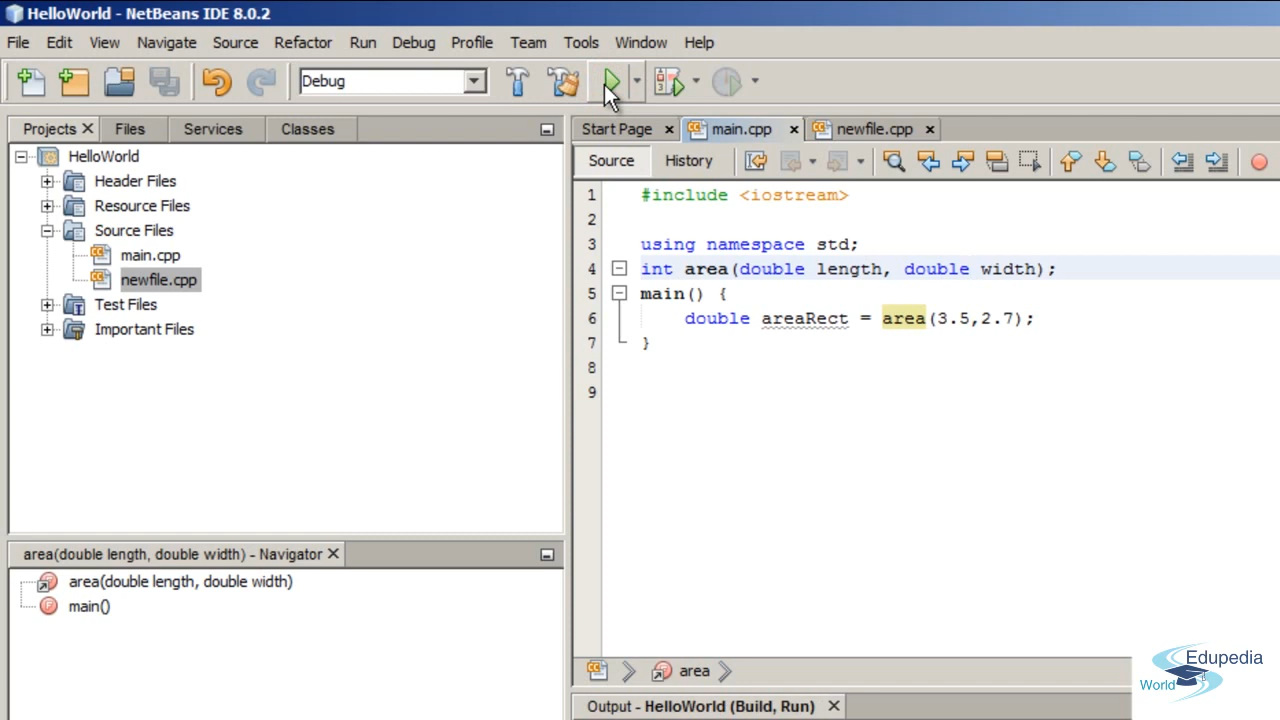 HelloWorld - NetBeans IDE 8.0.2
File Edit View Navigate Source Refactor Run Debug Profile Team Tools Window Help
Debug
Projects Files Services Classes
Start Page main.cpp newfile.cpp
HelloWorld
Header Files
Resource Files
Source Files
main.cpp
newfile.cpp
Test Files
Important Files
Source History
1 #include <iostream>
2
3 using namespace std;
4 int area(double length, double width);
5 main() {
6 double areaRect = area(3.5,2.7);
7 }
8
9
area(double length, double width) - Navigator
area(double length, double width)
main()
area
Output - HelloWorld (Build, Run)
Edupedia
World